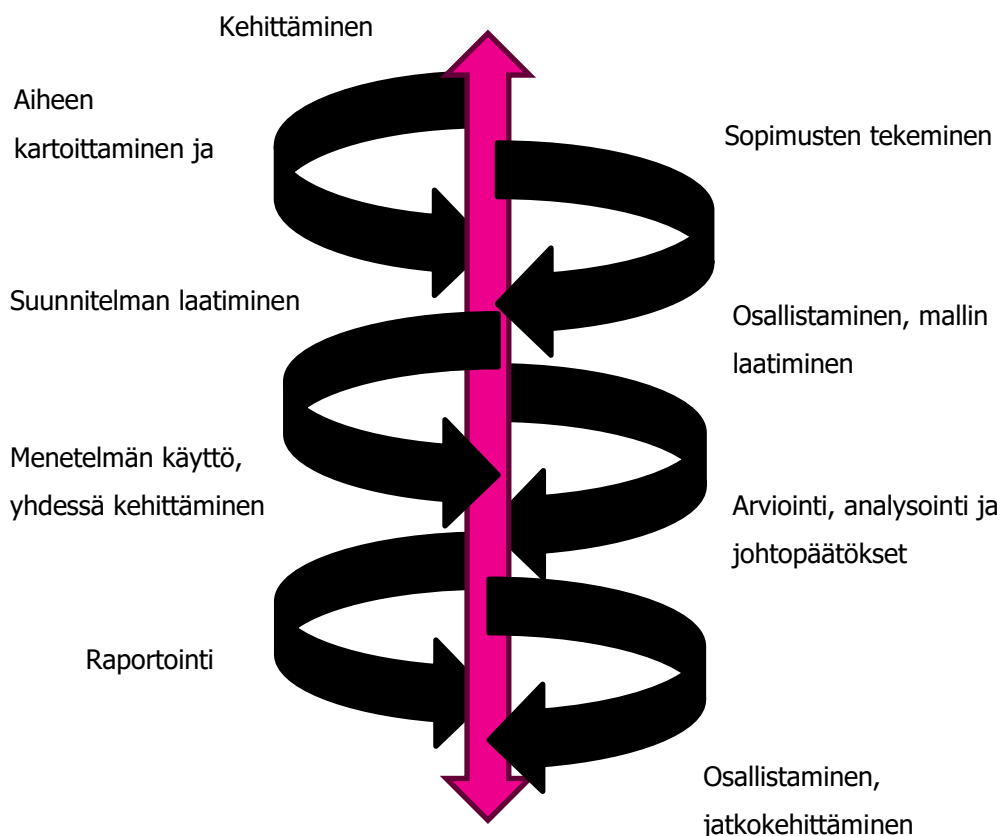 Kehittäminen
Aiheen
kartoittaminen ja
Sopimusten tekeminen
Suunnitelman laatiminen
Osallistaminen, mallin
laatiminen
Menetelmän käyttö,
yhdessä kehittäminen
Arviointi, analysointi ja
johtopäätökset
Raportointi
Osallistaminen,
jatkokehittäminen